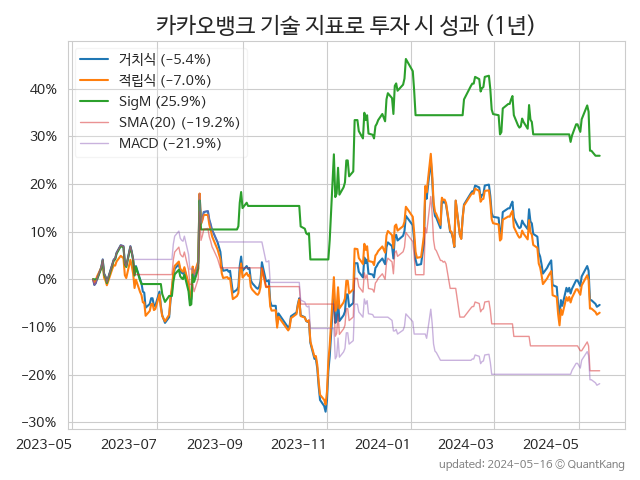 카카오뱅크 기술 지표로 투자 시 성과 (1년)
거치식 (−5.4%)
적립식 (−7.0%)
SigM (25.9%)
SMA(20) (−19.2%)
MACD (−21.9%)
40%
30%
20%
10%
0%
−10%
−20%
−30%
2023-05 2023-07 2023-09 2023-11 2024-01 2024-03 2024-05
updated: 2024-05-16 © QuantKang